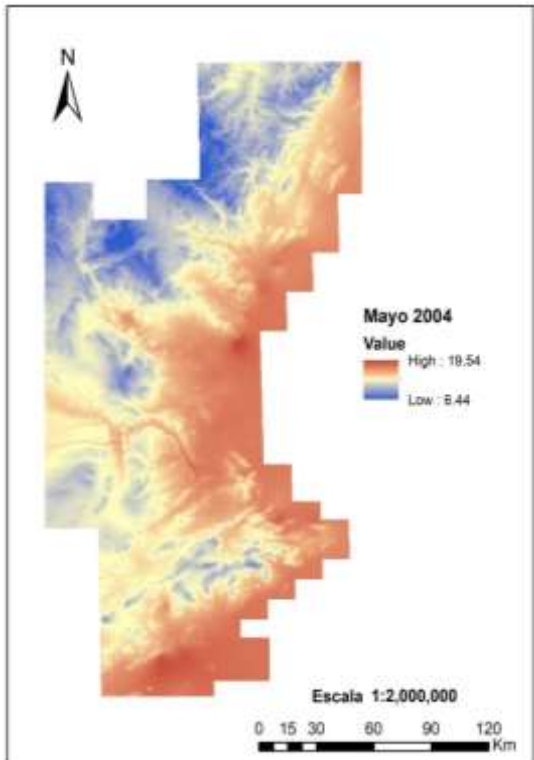 N
Mayo 2004
Value
High : 19.54
Low : 6.44
Escala 1:2,000,000
0 15 30 60 90 120
Km